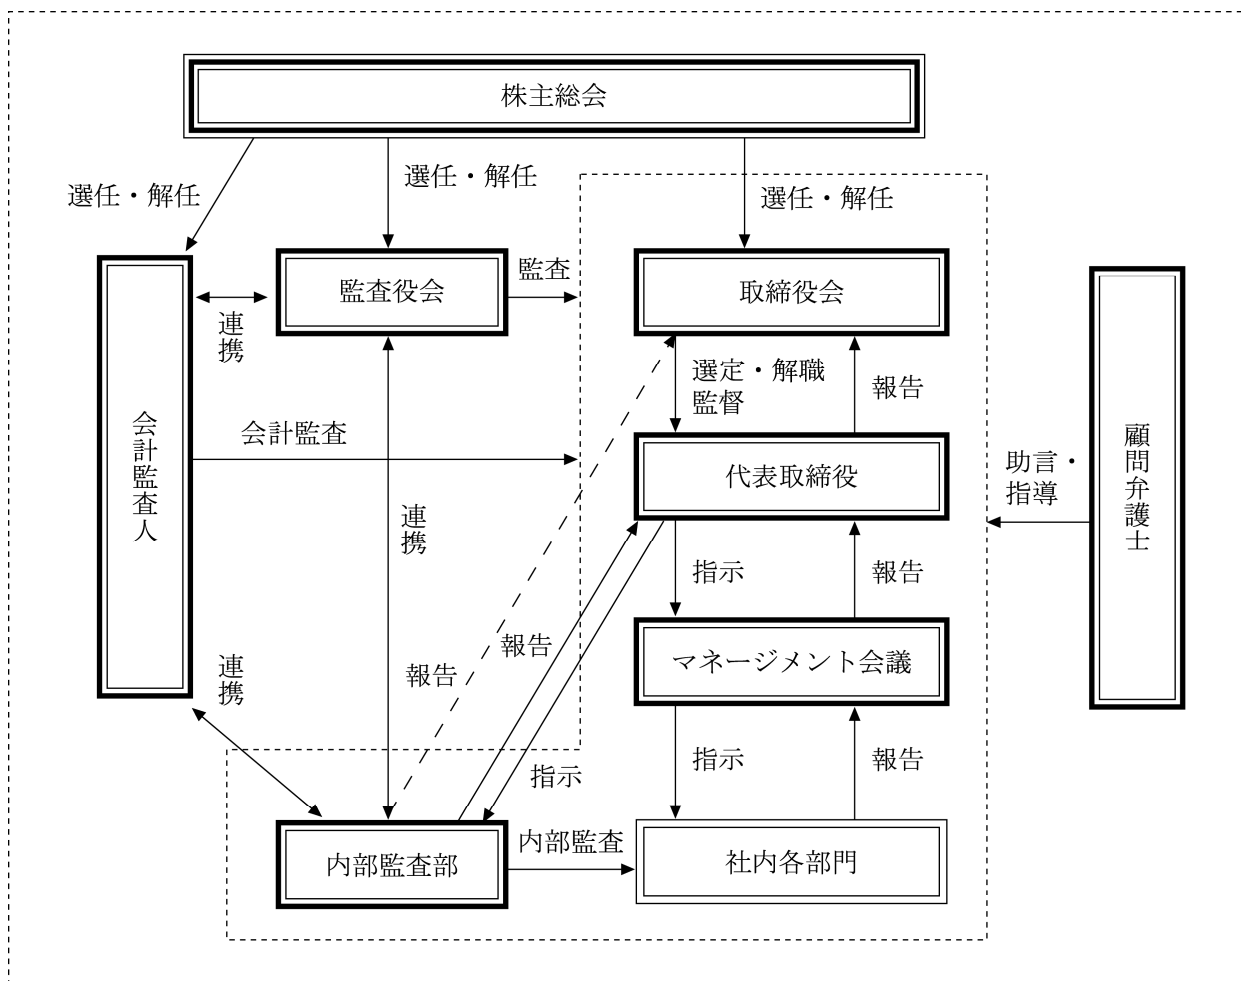 株主総会
選任・解任
選任・解任
選任・解任
監査役会
監査
取締役会
連携
選定・解職
監督
報告
会計監査人
会計監査
代表取締役
顧問弁護士
助言・
指導
連携
指示
報告
報告
報告
マネージメント会議
連携
指示
指示
報告
内部監査部
内部監査
社内各部門